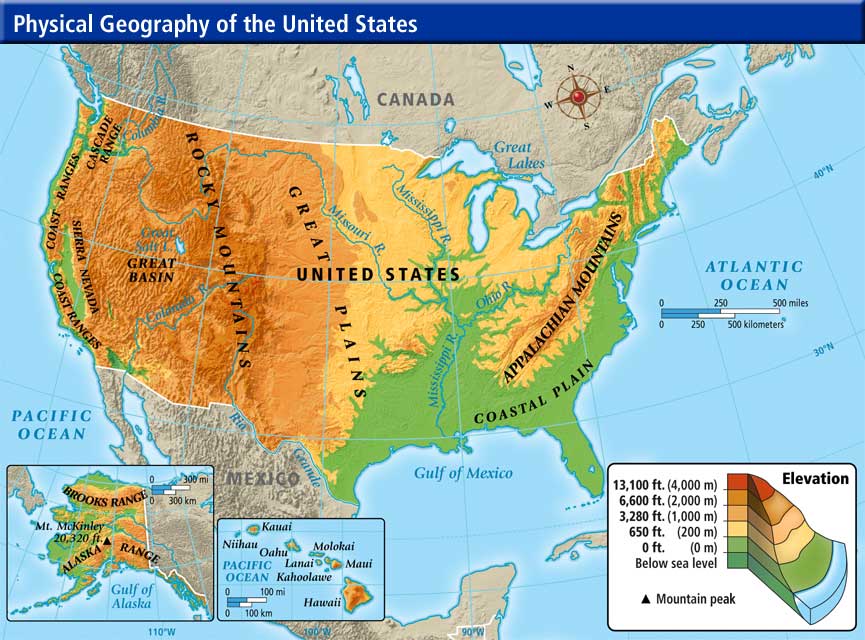 Physical Geography of the United States
CANADA
N
W
E
S
Great
Lakes
40°N
CASCADE
RANGE
Columbia R.
COAST RANGES
ROCKY MOUNTAINS
GREAT PLAINS
Missouri R.
Mississippi R.
Great
Salt L.
GREAT
BASIN
SIERRA NEVADA
COAST RANGES
Colorado R.
UNITED STATES
Ohio R.
Mississippi R.
APPALACHIAN MOUNTAINS
COASTAL PLAIN
ATLANTIC
OCEAN
0 250 500 miles
0 250 500 kilometers
30°N
PACIFIC
OCEAN
Rio Grande
MEXICO
Gulf of Mexico
BROOKS RANGE
0 300 mi
0 300 km
Mt. McKinley
20,320 ft.
ALASKA RANGE
Gulf of
Alaska
Kauai
Niihau
Oahu
Molokai
Lanai
Maui
Kahoolawe
PACIFIC
OCEAN
Hawaii
0 100 mi
0 100 km
Elevation
13,100 ft. (4,000 m)
6,600 ft. (2,000 m)
3,280 ft. (1,000 m)
650 ft. (200 m)
0 ft. (0 m)
Below sea level
▲ Mountain peak
110°W
100°W
90°W